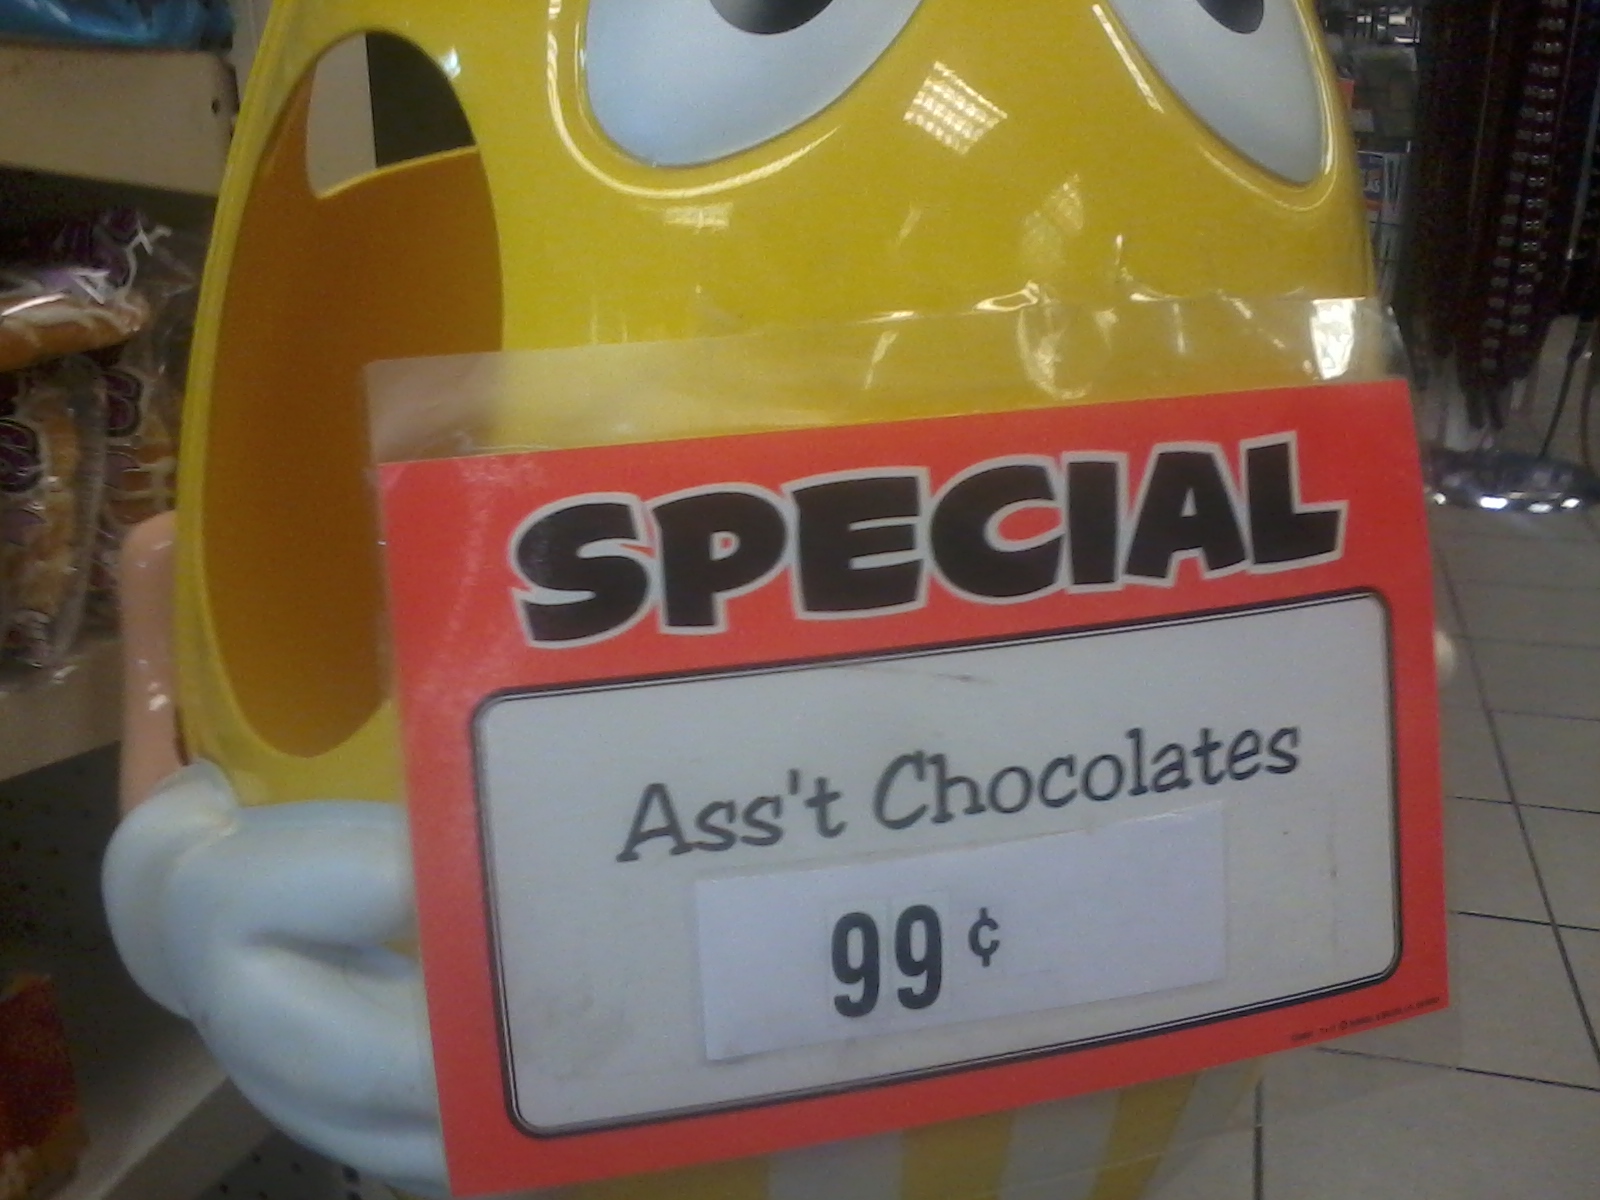 SPECIAL
Ass't Chocolates
99¢